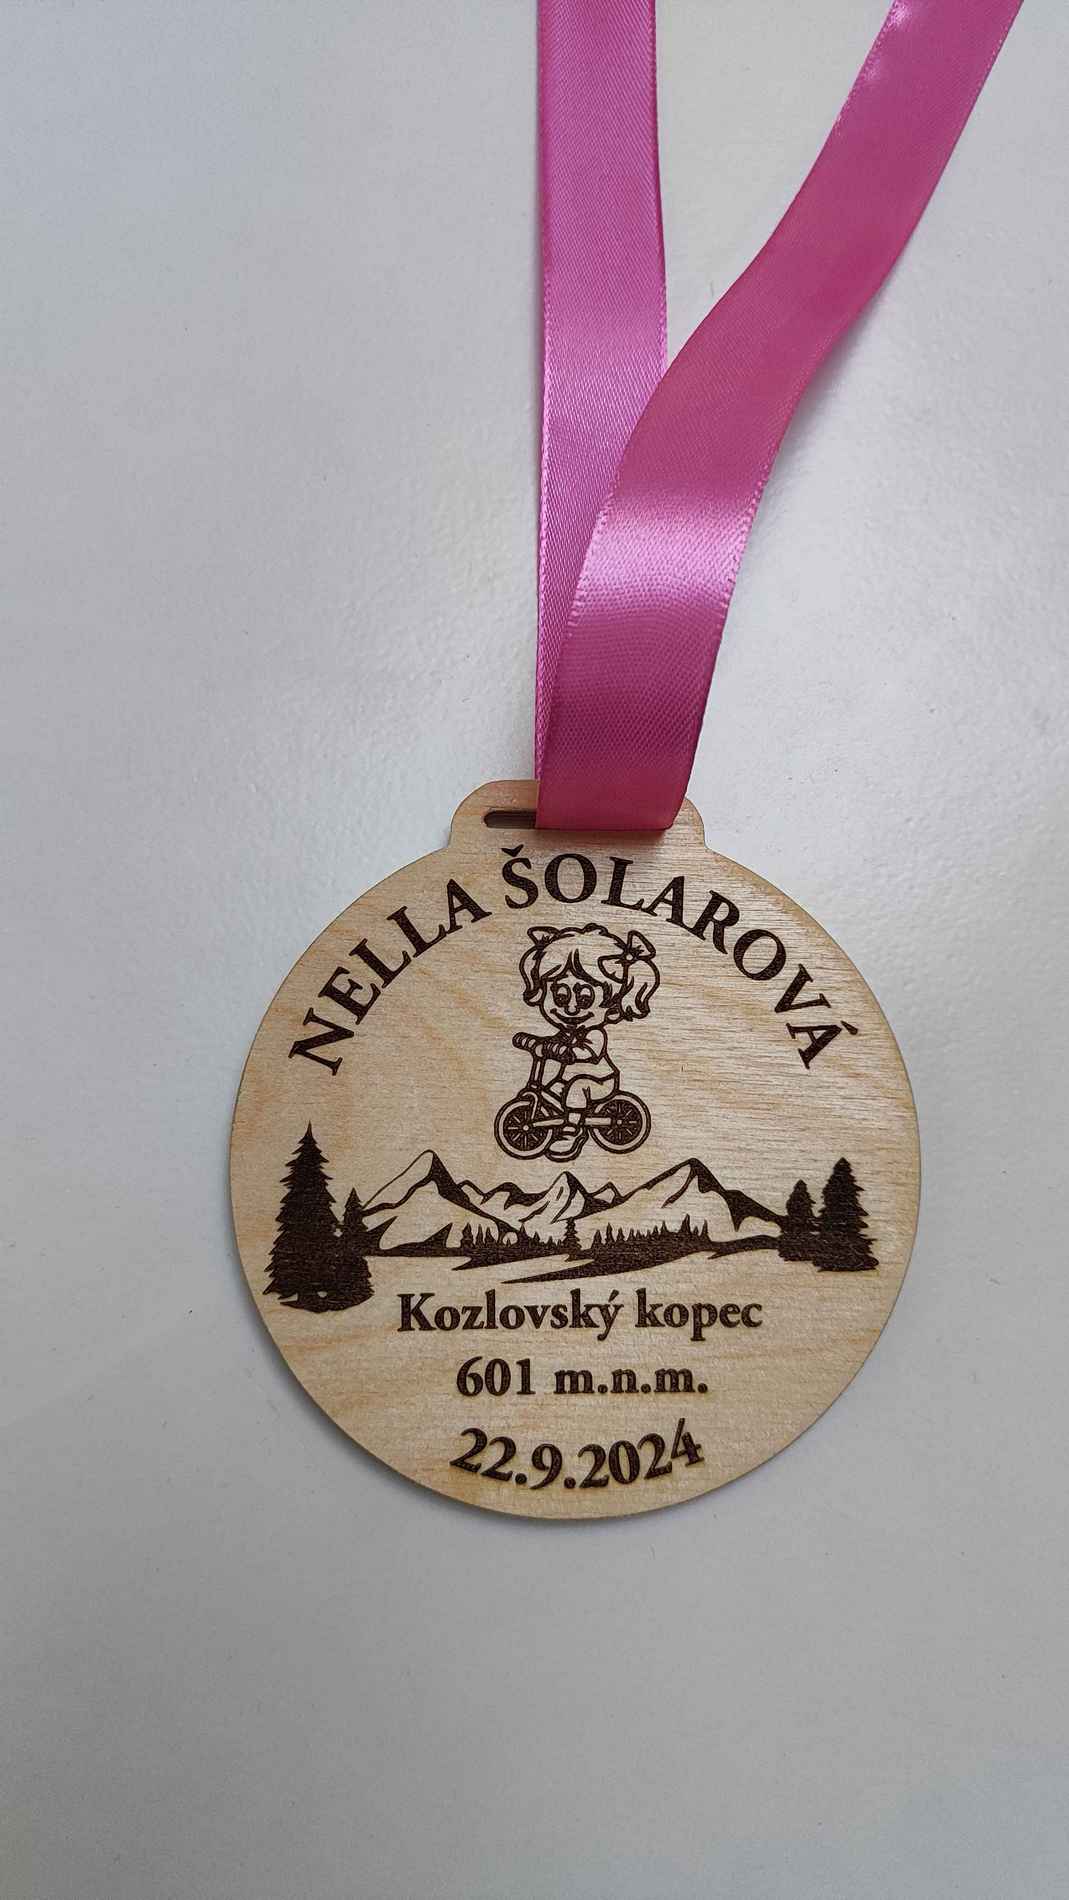 NELLA ŠOLAROVÁ
Kozlovský kopec
601 m.n.m.
22.9.2024